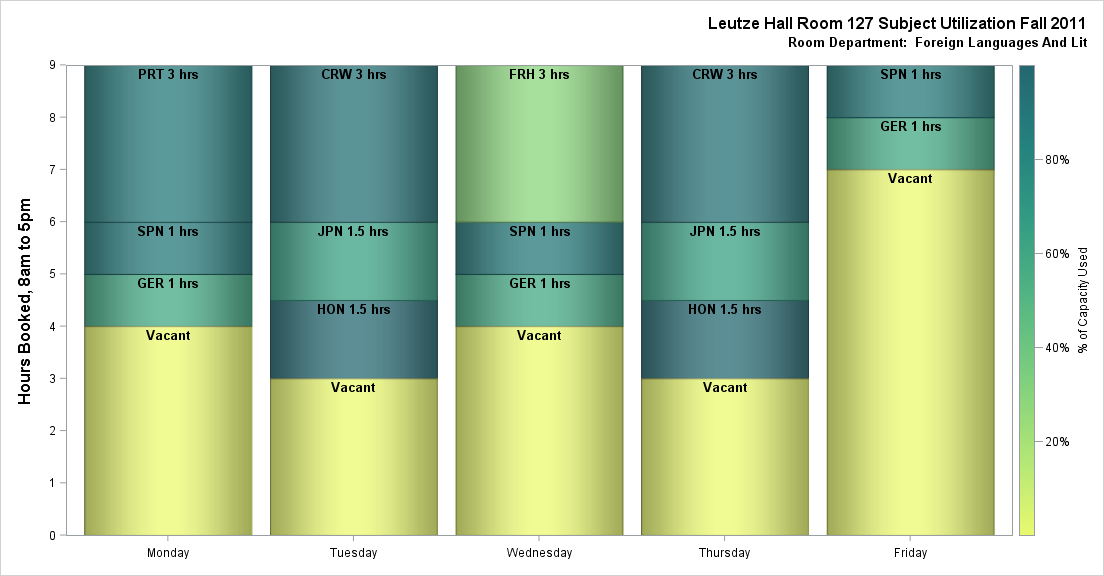 Leutze Hall Room 127 Subject Utilization Fall 2011
Room Department:  Foreign Languages And Lit
Hours Booked, 8am to 5pm
9
8
7
6
5
4
3
2
1
0
PRT 3 hrs
SPN 1 hrs
GER 1 hrs
Vacant
Monday
CRW 3 hrs
JPN 1.5 hrs
HON 1.5 hrs
Vacant
Tuesday
FRH 3 hrs
SPN 1 hrs
GER 1 hrs
Vacant
Wednesday
CRW 3 hrs
JPN 1.5 hrs
HON 1.5 hrs
Vacant
Thursday
SPN 1 hrs
GER 1 hrs
Vacant
Friday
80%
60%
40%
20%
% of Capacity Used